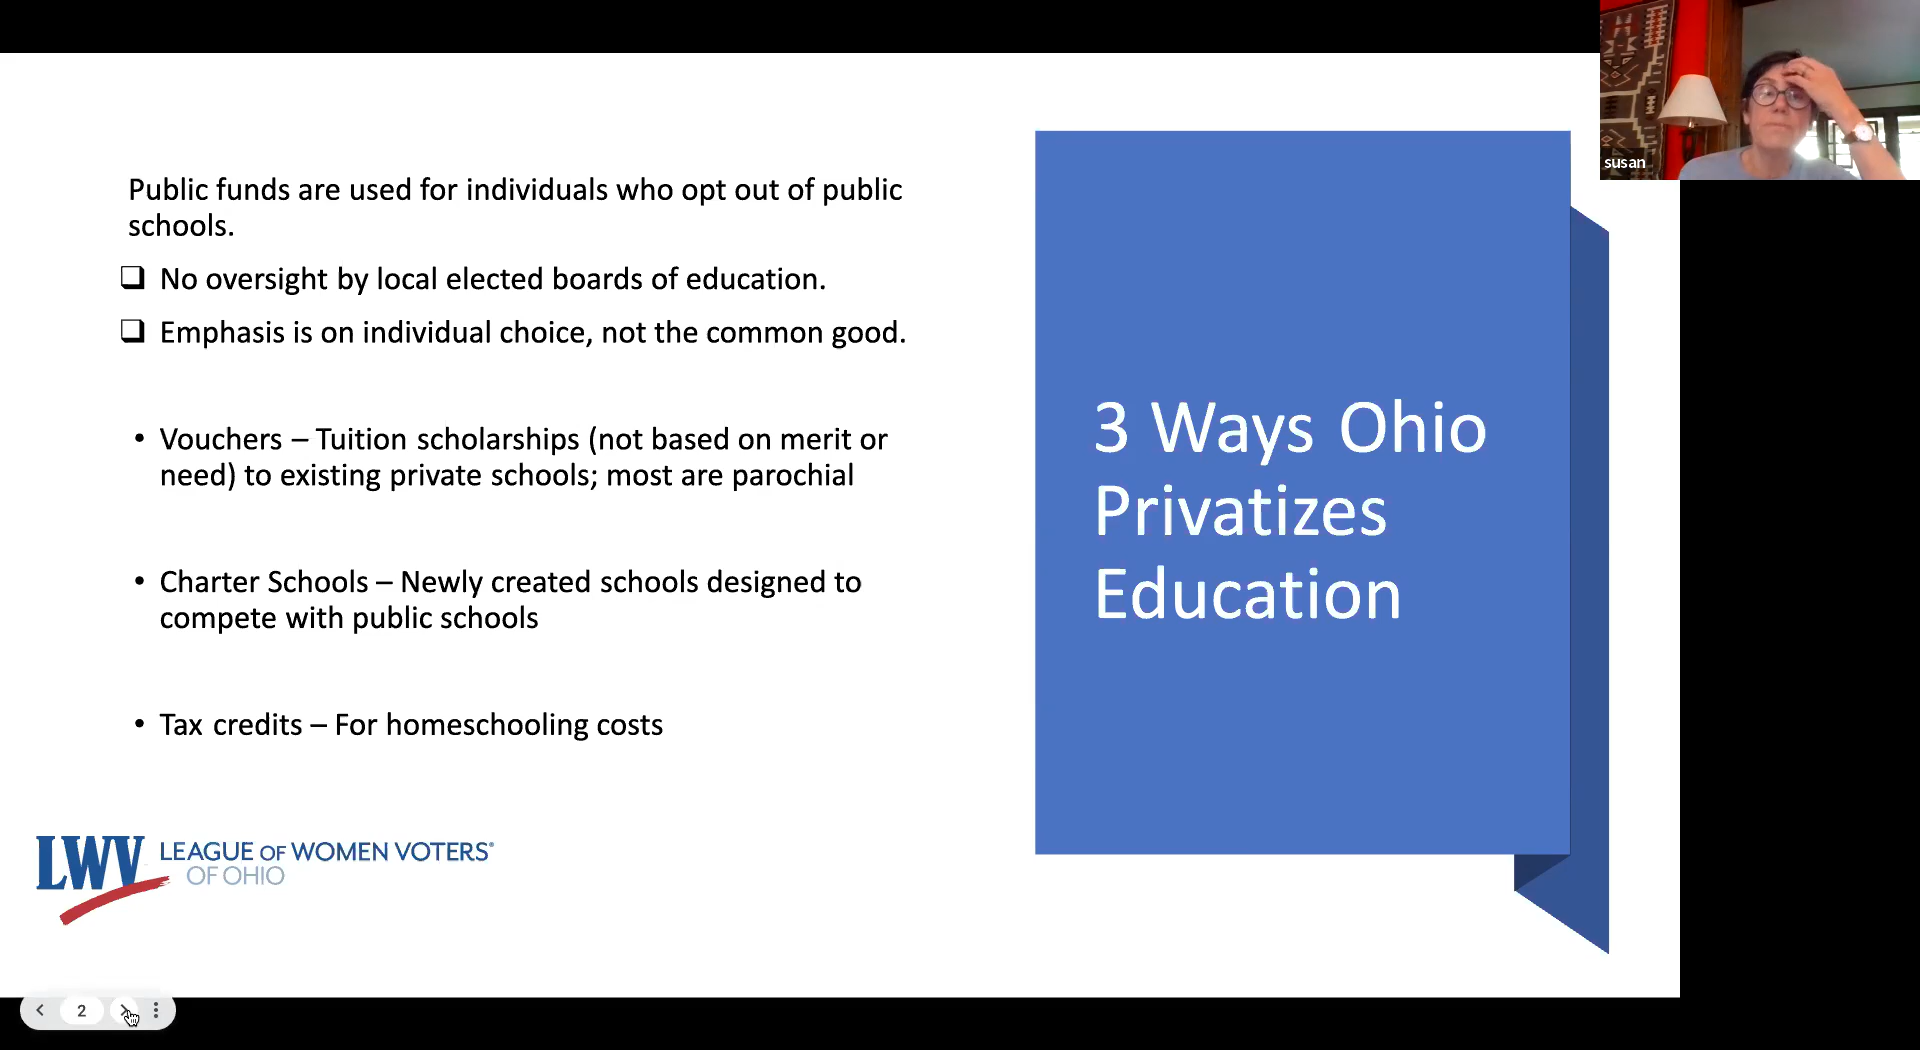 Public funds are used for individuals who opt out of public
schools.
❑ No oversight by local elected boards of education.
❑ Emphasis is on individual choice, not the common good.
• Vouchers – Tuition scholarships (not based on merit or
need) to existing private schools; most are parochial
• Charter Schools – Newly created schools designed to
compete with public schools
• Tax credits – For homeschooling costs
3 Ways Ohio
Privatizes
Education
susan
LWV LEAGUE OF WOMEN VOTERS®
OF OHIO
2